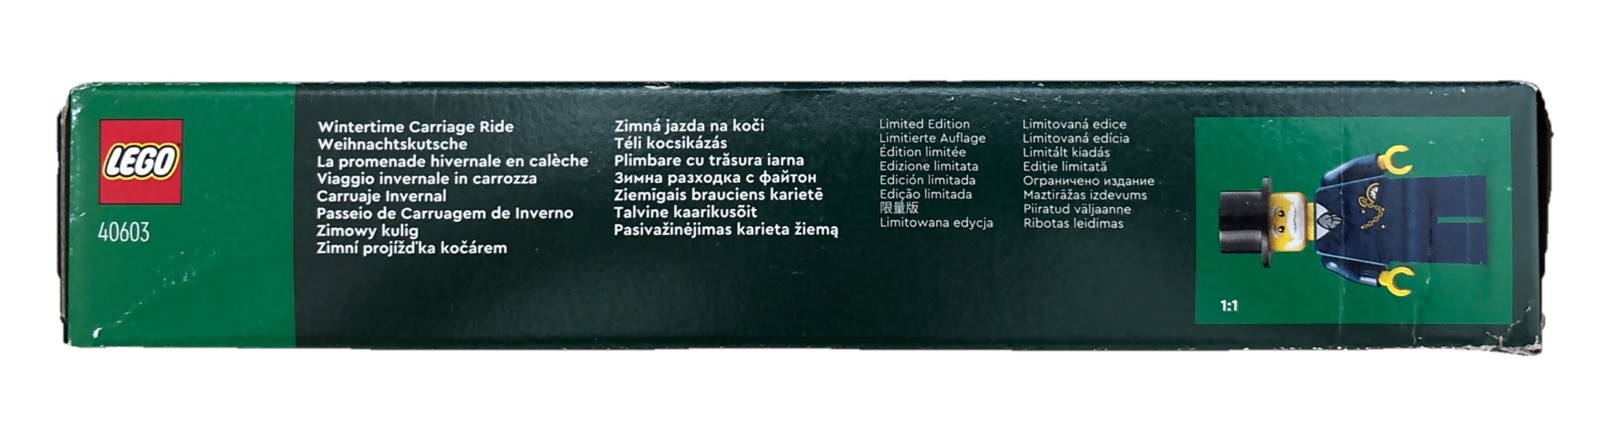 LEGO
40603
Wintertime Carriage Ride
Weihnachtskutsche
La promenade hivernale en calèche
Viaggio invernale in carrozza
Carruaje Invernal
Passeio de Carruagem de Inverno
Zimowy kulig
Zimní projížďka kočárem
Zimná jazda na koči
Téli kocsikázás
Plimbare cu trăsura iarna
Зимна разходка с файтон
Ziemīgais brauciens karietē
Talvine kaarikusõit
Pasivažinėjimas karieta žiemą
Limited Edition
Limitierte Auflage
Édition limitée
Edizione limitata
Edición limitada
Edição limitada
限量版
Limitowana edycja
Limitovaná edice
Limitovaná edícia
Limitált kiadás
Ediție limitată
Ограничено издание
Maztirāžas izdevums
Piiratud väljaanne
Ribotas leidimas
1:1